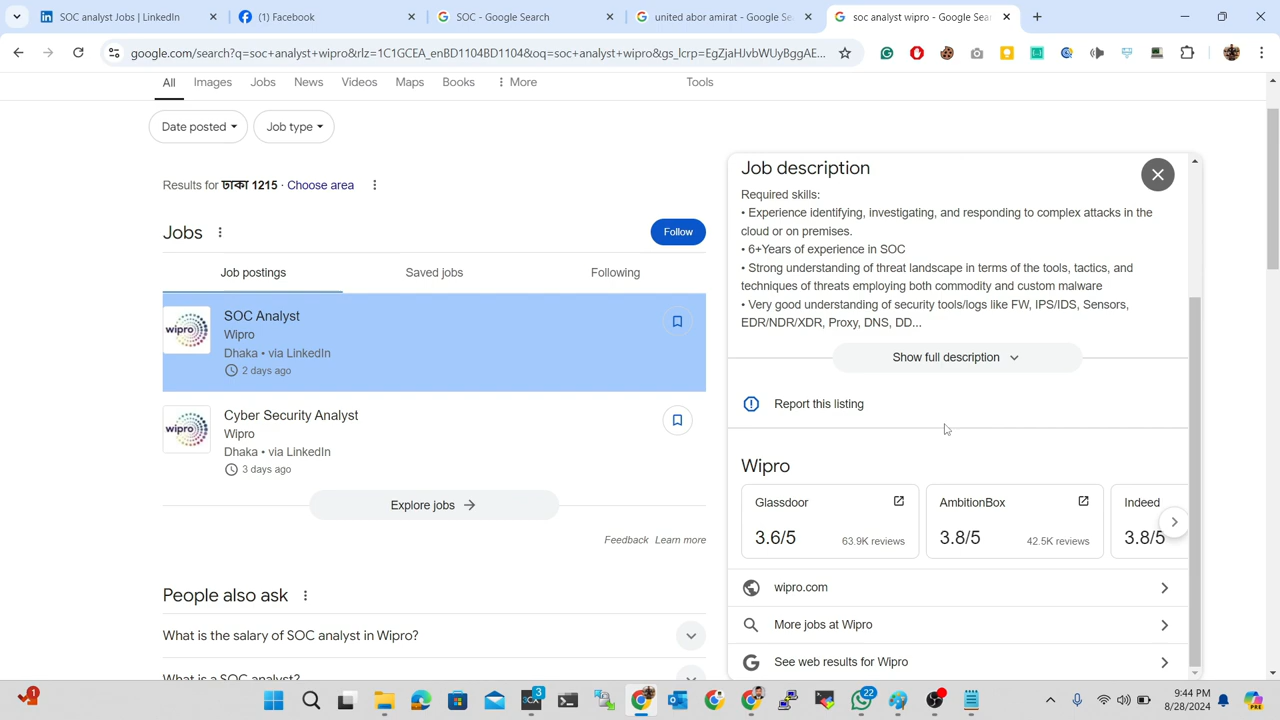 soc analyst Jobs | LinkedIn
(1) Facebook
SOC - Google Search
united abor amirat - Google Se
soc analyst wipro - Google Sear
google.com/search?q=soc+analyst+wipro&rlz=1C1GCEA_enBD1104BD1104&oq=soc+analyst+wipro&gs_lcrp=EgZjaHJvbWUyBggAE...
All Images Jobs News Videos Maps Books More Tools
Date posted Job type
Results for ঢাকা 1215 · Choose area
Jobs
Follow
Job postings Saved jobs Following
wipro
SOC Analyst
Wipro
Dhaka • via LinkedIn
2 days ago
wipro
Cyber Security Analyst
Wipro
Dhaka • via LinkedIn
3 days ago
Explore jobs
Feedback Learn more
People also ask
What is the salary of SOC analyst in Wipro?
What is a SOC analyst?
Job description
Required skills:
• Experience identifying, investigating, and responding to complex attacks in the
cloud or on premises.
• 6+Years of experience in SOC
• Strong understanding of threat landscape in terms of the tools, tactics, and
techniques of threats employing both commodity and custom malware
• Very good understanding of security tools/logs like FW, IPS/IDS, Sensors,
EDR/NDR/XDR, Proxy, DNS, DD...
Show full description
Report this listing
Wipro
Glassdoor
3.6/5 63.9K reviews
AmbitionBox
3.8/5 42.5K reviews
Indeed
3.8/5
wipro.com
More jobs at Wipro
See web results for Wipro
1
CA
3
22
9:44 PM
8/28/2024
PRE